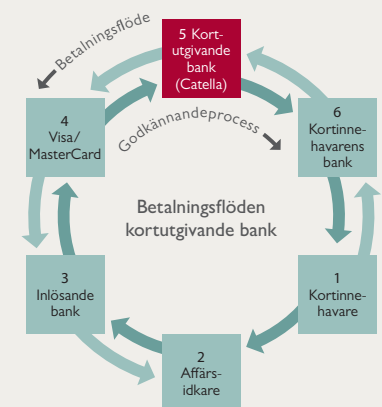 Betalningsflöde
5 Kort-
utgivande
bank
(Catella)
4
Visa/
MasterCard
Godkännandeprocess
6
Kortinne-
havarens
bank
Betalningsflöden
kortutgivande bank
3
Inlösande
bank
1
Kortinne-
havare
2
Affärs-
idkare